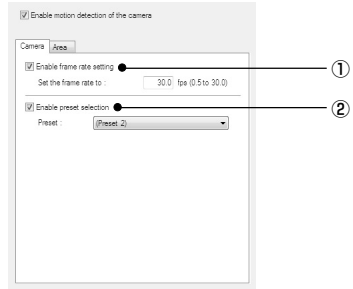 Enable motion detection of the camera
Camera Area
Enable frame rate setting ①
Set the frame rate to : 30.0 fps (0.5 to 30.0)
Enable preset selection ②
Preset : (Preset 2)